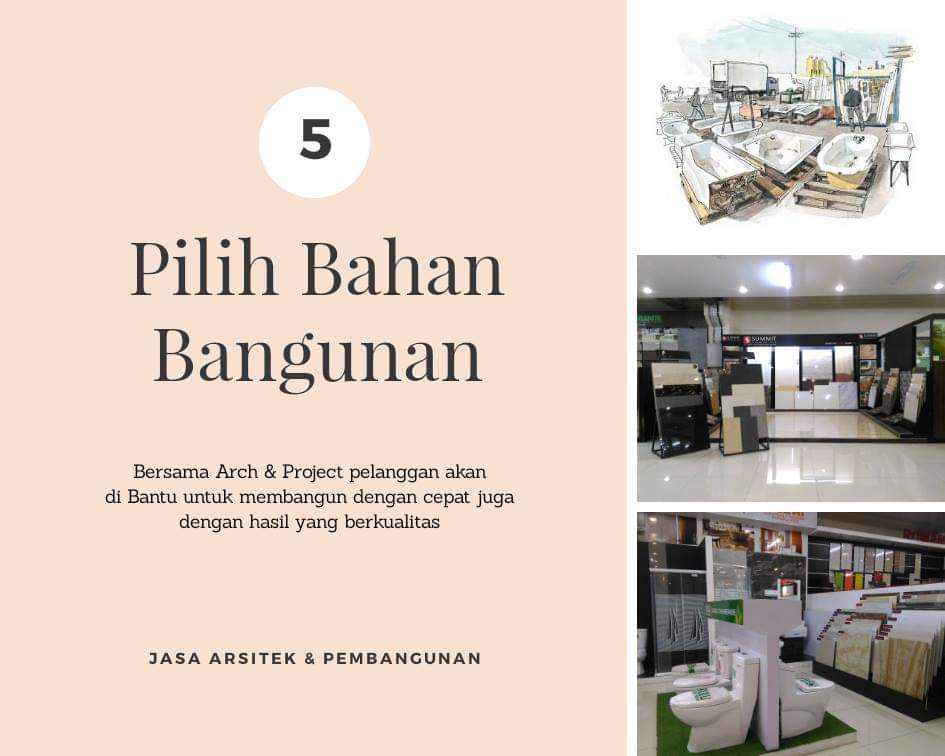 5
Pilih Bahan
Bangunan
Bersama Arch & Project pelanggan akan
di Bantu untuk membangun dengan cepat juga
dengan hasil yang berkualitas
JASA ARSITEK & PEMBANGUNAN
SUMMIT